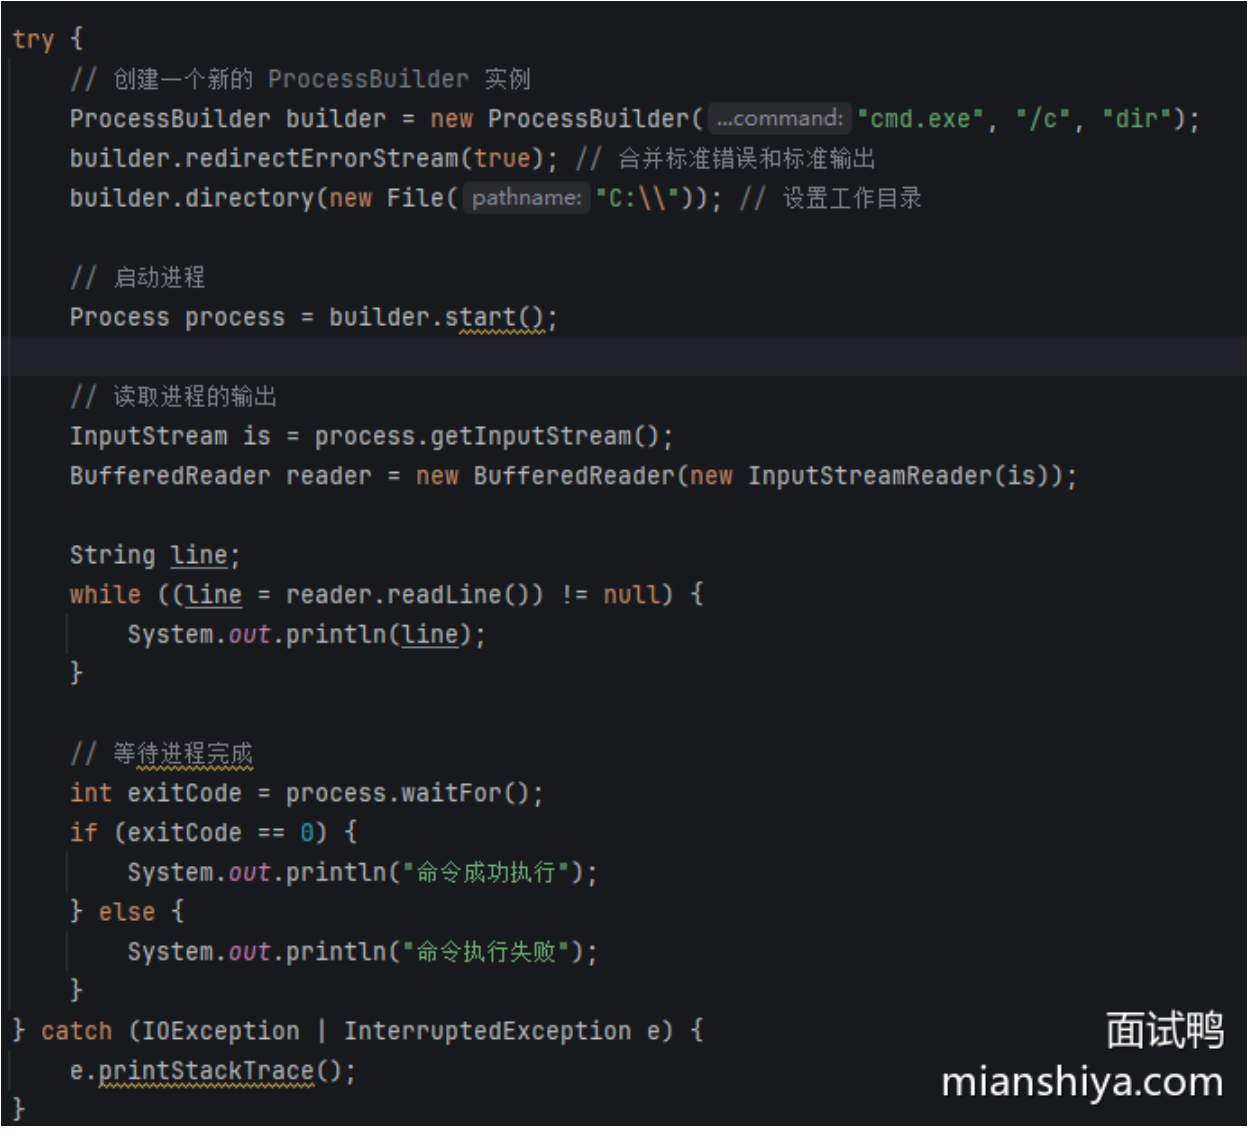 try {
// 创建一个新的 ProcessBuilder 实例
ProcessBuilder builder = new ProcessBuilder( ...command: "cmd.exe", "/c", "dir");
builder.redirectErrorStream(true); // 合并标准错误和标准输出
builder.directory(new File( pathname: "C:\\")); // 设置工作目录
// 启动进程
Process process = builder.start();
// 读取进程的输出
InputStream is = process.getInputStream();
BufferedReader reader = new BufferedReader(new InputStreamReader(is));
String line;
while ((line = reader.readLine()) != null) {
System.out.println(line);
}
// 等待进程完成
int exitCode = process.waitFor();
if (exitCode == 0) {
System.out.println("命令成功执行");
} else {
System.out.println("命令执行失败");
}
} catch (IOException | InterruptedException e) {
e.printStackTrace();
}
面试鸭
mianshiya.com